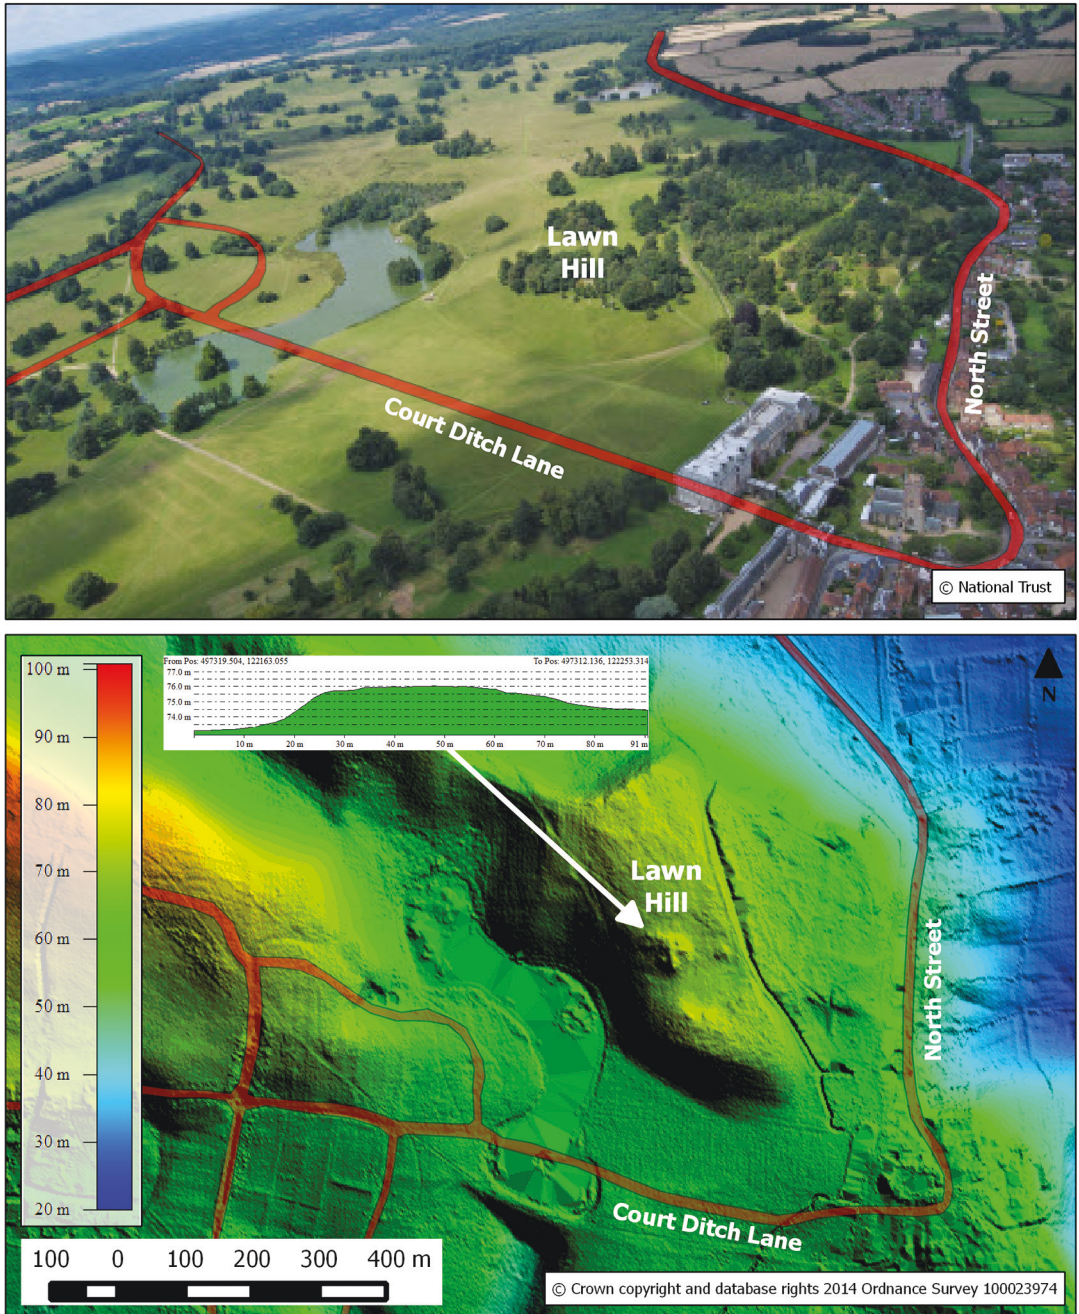 Lawn
Hill
North Street
Court Ditch Lane
© National Trust
100 m
90 m
80 m
70 m
60 m
50 m
40 m
30 m
20 m
From Pos: 497319.504, 122163.055 To Pos: 497312.136, 122253.314
77.0 m
76.0 m
75.0 m
74.0 m
10 m 20 m 30 m 40 m 50 m 60 m 70 m 80 m 91 m
N
Lawn
Hill
North Street
Court Ditch Lane
100 0 100 200 300 400 m
© Crown copyright and database rights 2014 Ordnance Survey 100023974